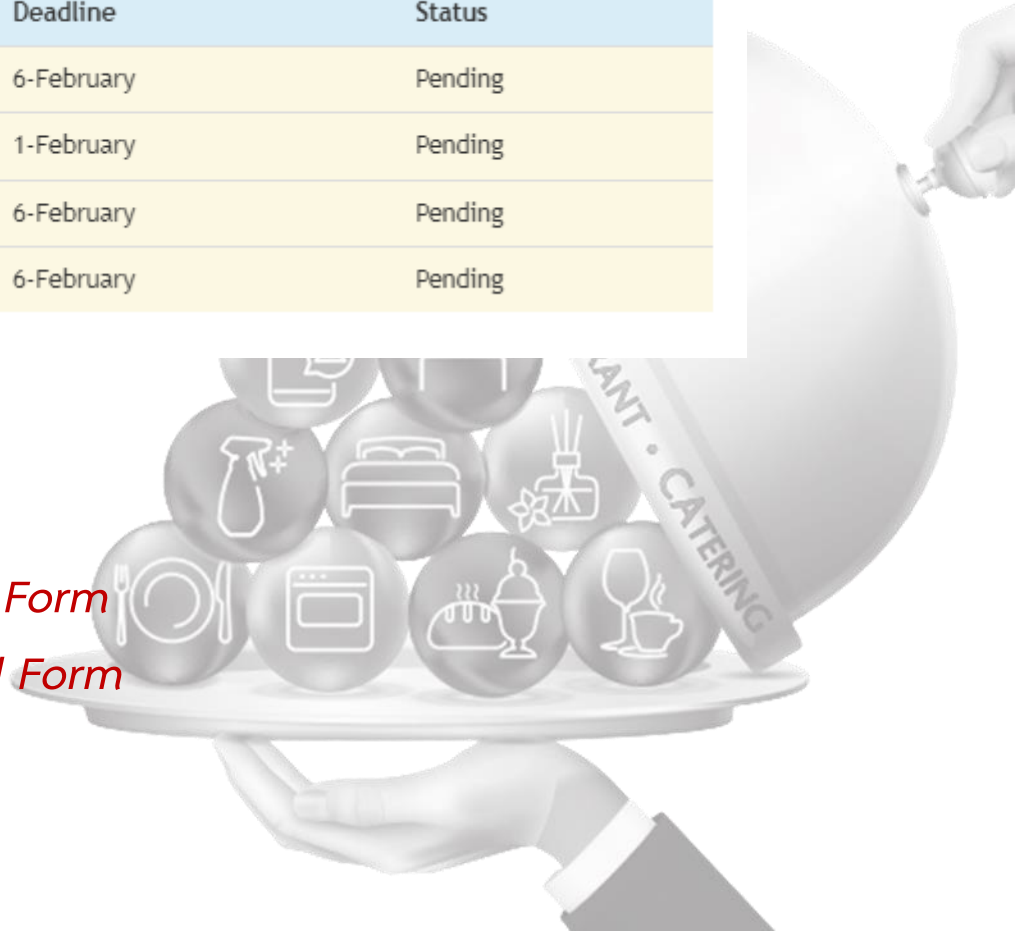 Deadline Status
6-February Pending
1-February Pending
6-February Pending
6-February Pending
• CATERING
Form
Form